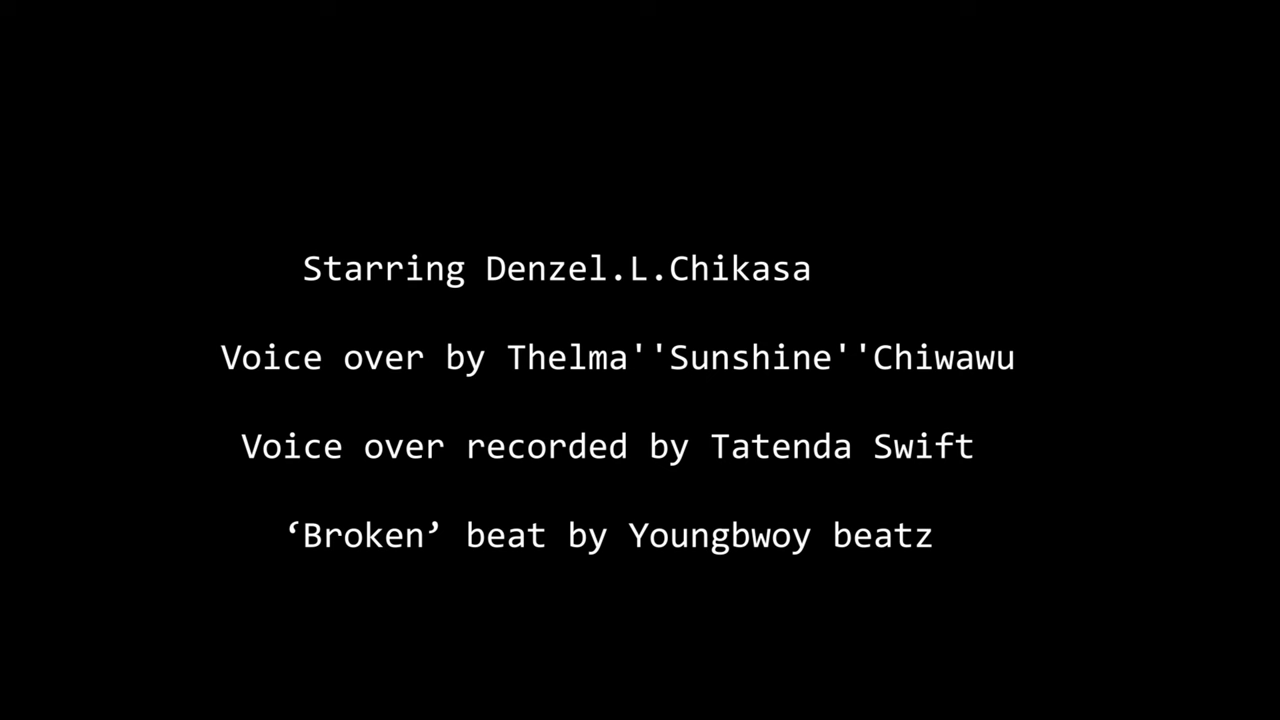 Starring Denzel.L.Chikasa
Voice over by Thelma''Sunshine''Chiwawu
Voice over recorded by Tatenda Swift
‘Broken’ beat by Youngbwoy beatz